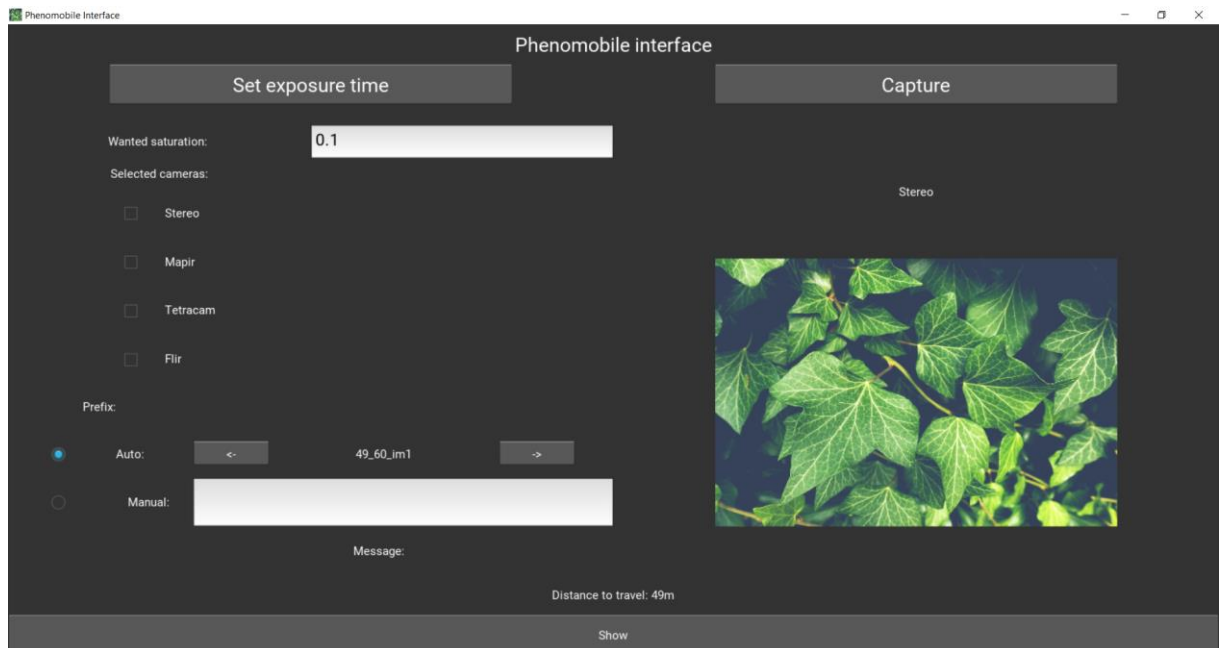 Phenomobile Interface
Phenomobile interface
Set exposure time
Capture
Wanted saturation:
0.1
Selected cameras:
Stereo
Stereo
Mapir
Tetracam
Flir
Prefix:
Auto:
<-
49_60_im1
->
Manual:
Message:
Distance to travel: 49m
Show